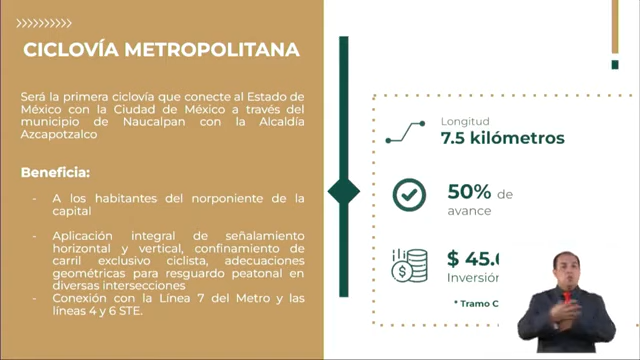 CICLOVÍA METROPOLITANA
Será la primera ciclovía que conecte al Estado de
México con la Ciudad de México a través del
municipio de Naucalpan con la Alcaldía
Azcapotzalco
Beneficia:
- A los habitantes del norponiente de la
capital
- Aplicación integral de señalamiento
horizontal y vertical, confinamiento de
carril exclusivo ciclista, adecuaciones
geométricas para resguardo peatonal en
diversas intersecciones
- Conexión con la Línea 7 del Metro y las
líneas 4 y 6 STE.
Longitud
7.5 kilómetros
50% de
avance
$ 45.
Inversión
* Tramo